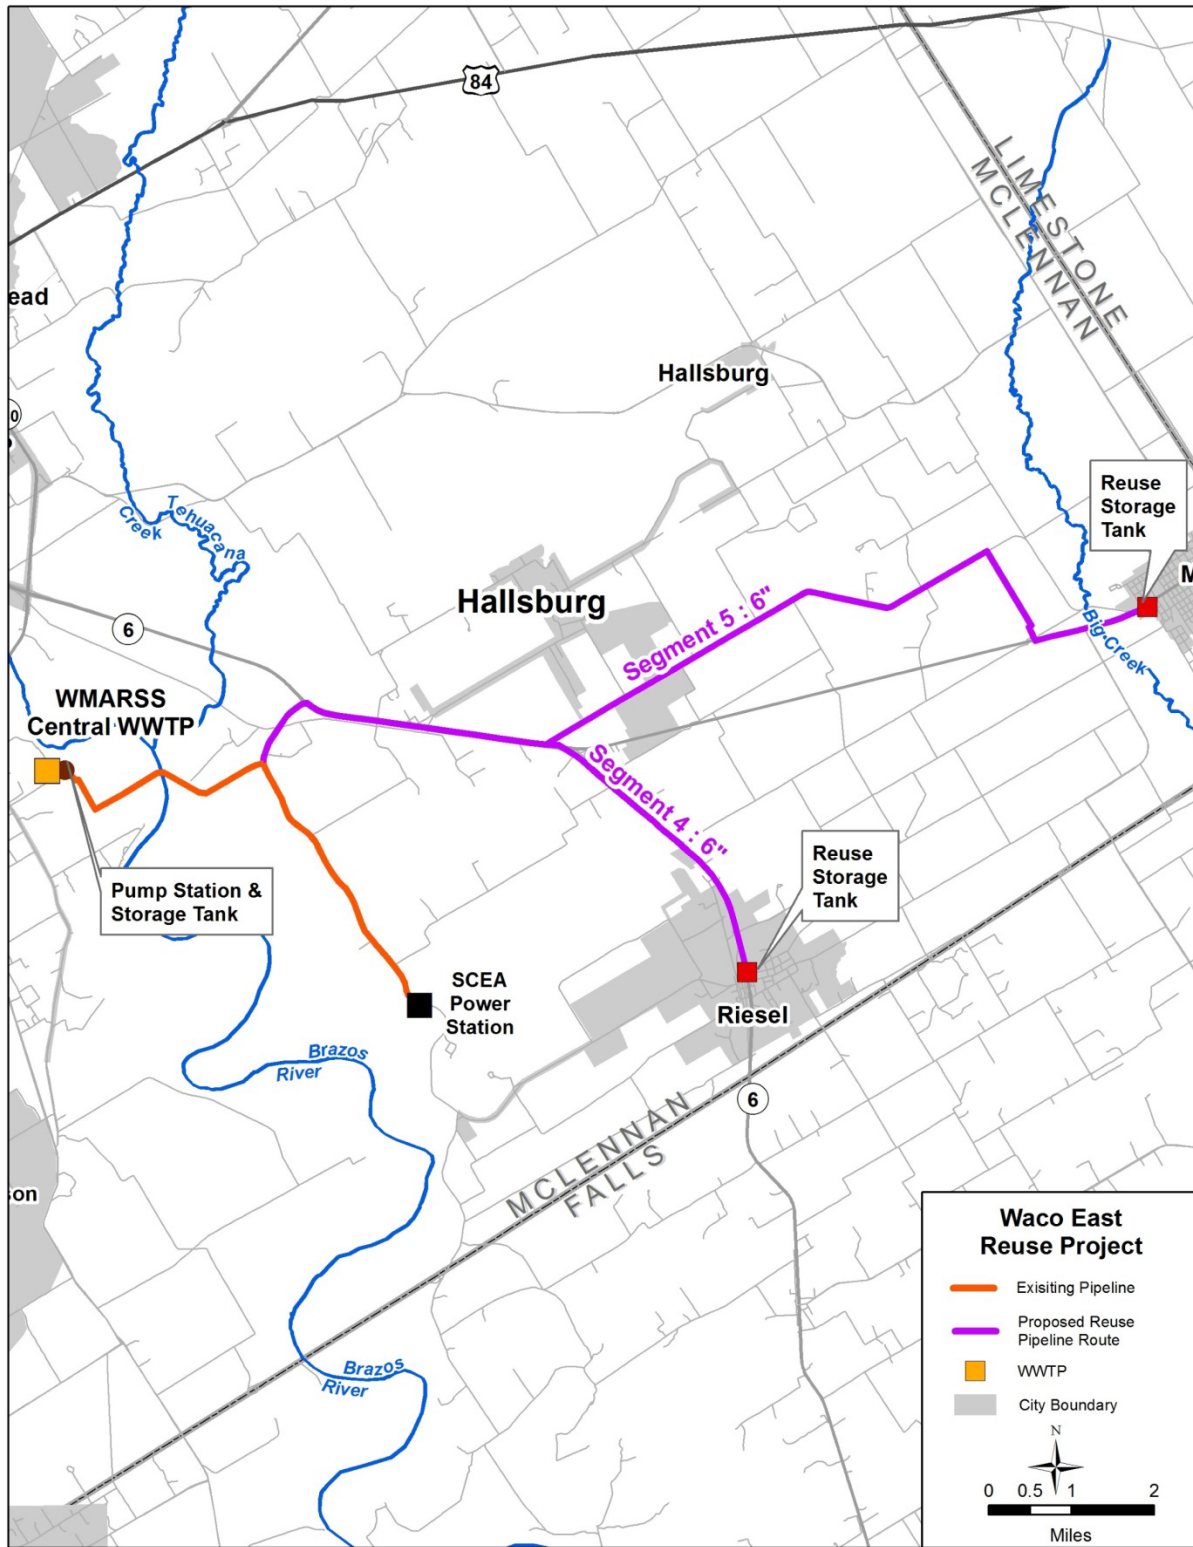 84
LIMESTONE
MCLENNAN
ead
Hallsburg
0
Reuse
Storage
Tank
Tehuacana
Creek
M
Hallsburg
Segment 5 : 6"
6
Big Creek
WMARSS
Central WWTP
Segment 4 : 6"
Reuse
Storage
Tank
Pump Station &
Storage Tank
SCEA
Power
Station
Riesel
Brazos
River
6
MCLENNAN
FALLS
son
Brazos
River
Waco East
Reuse Project
Exisiting Pipeline
Proposed Reuse
Pipeline Route
WWTP
City Boundary
N
0 0.5 1 2
Miles